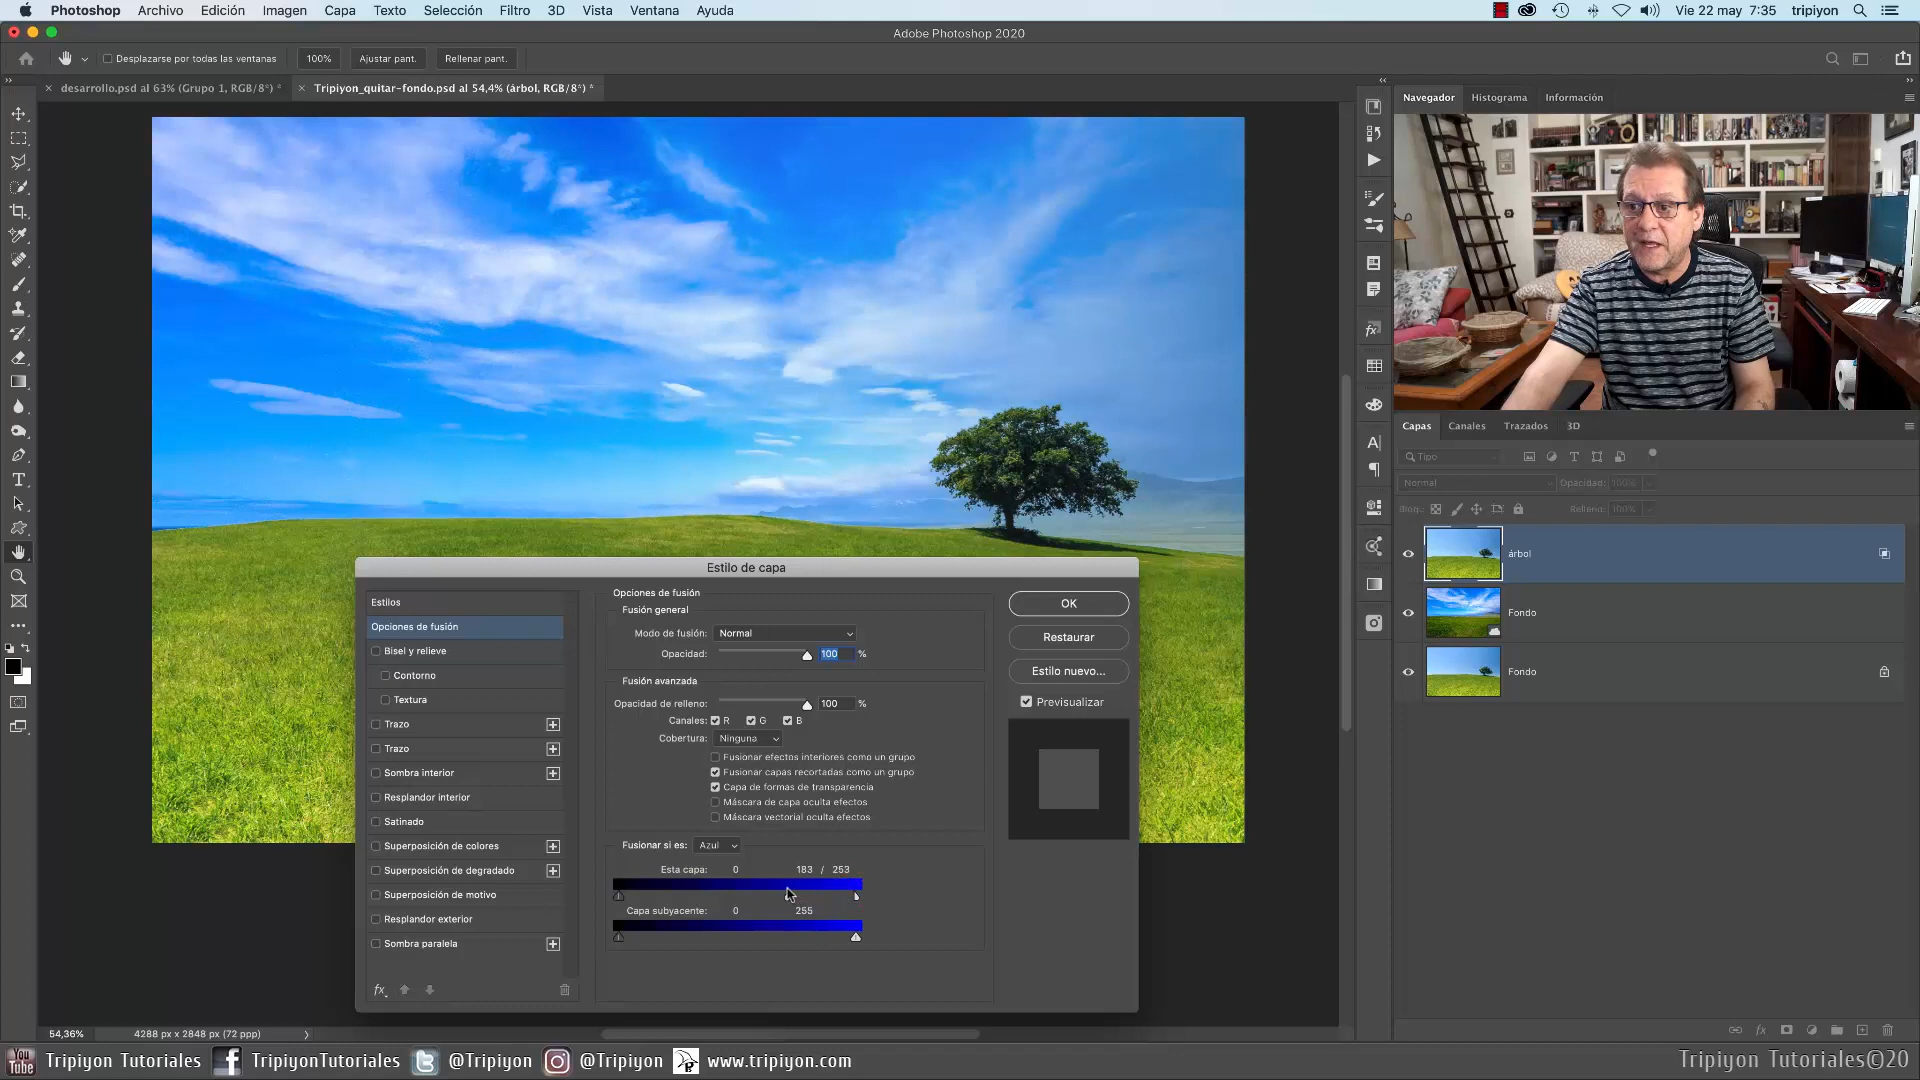 Photoshop Archivo Edición Imagen Capa Texto Selección Filtro 3D Vista Ventana Ayuda Vie 22 may 7:35 tripiyon
Adobe Photoshop 2020
Desplazarse por todas las ventanas 100% Ajustar pant. Rellenar pant.
desarrollo.psd al 63% (Grupo 1, RGB/8*) * Tripiyon_quitar-fondo.psd al 54,4% (árbol, RGB/8*) *
Navegador Histograma Información
Capas Canales Trazados 3D
Tipo
Normal Opacidad: 100%
Bloq.: Relleno: 100%
árbol
Fondo
Fondo
Estilo de capa
Estilos
Opciones de fusión
Bisel y relieve
Contorno
Textura
Trazo
Trazo
Sombra interior
Resplandor interior
Satinado
Superposición de colores
Superposición de degradado
Superposición de motivo
Resplandor exterior
Sombra paralela
fx
Opciones de fusión
Fusión general
Modo de fusión: Normal
Opacidad: 100 %
Fusión avanzada
Opacidad de relleno: 100 %
Canales: R G B
Cobertura: Ninguna
Fusionar efectos interiores como un grupo
Fusionar capas recortadas como un grupo
Capa de formas de transparencia
Máscara de capa oculta efectos
Máscara vectorial oculta efectos
Fusionar si es: Azul
Esta capa: 0 183 / 253
Capa subyacente: 0 255
OK
Restaurar
Estilo nuevo...
Previsualizar
54,36% 4288 px x 2848 px (72 ppp)
YouTube Tripiyon Tutoriales TripiyonTutoriales @Tripiyon @Tripiyon www.tripiyon.com Tripiyon Tutoriales©20